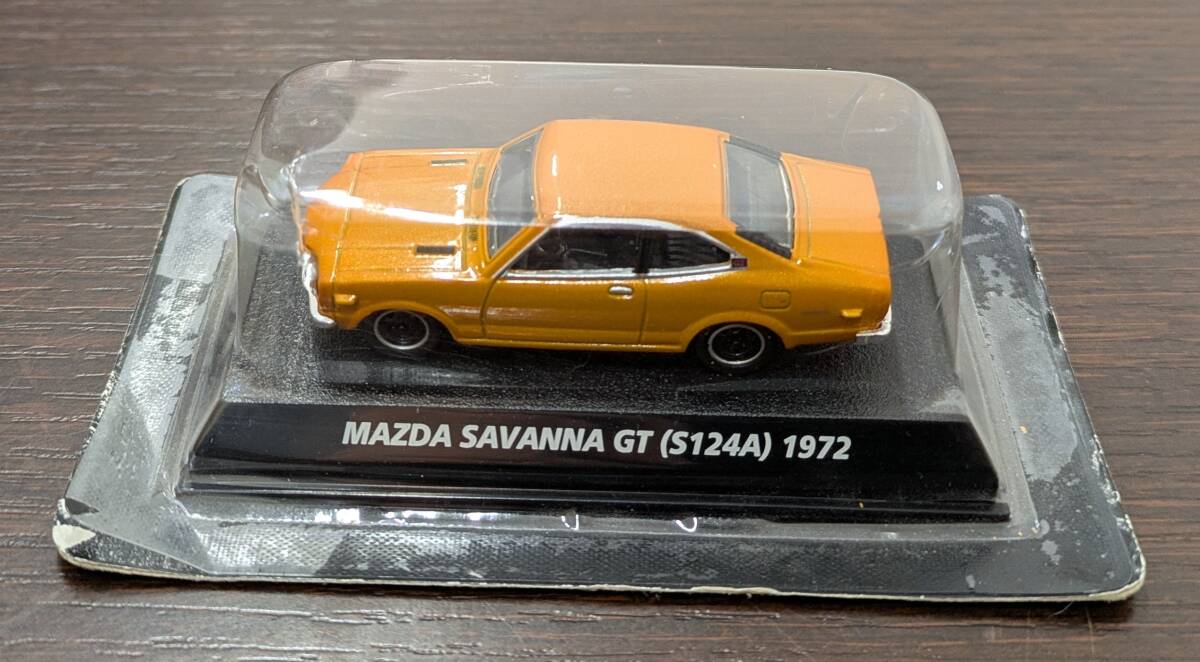 MAZDA SAVANNA GT (S124A) 1972